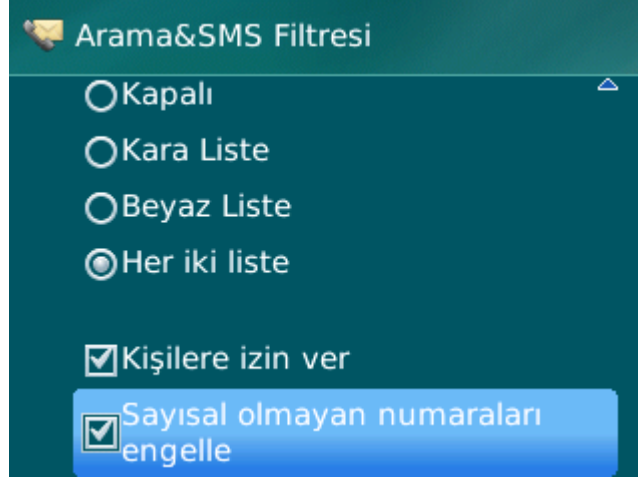 Arama&SMS Filtresi
Kapalı
Kara Liste
Beyaz Liste
Her iki liste
Kişilere izin ver
Sayısal olmayan numaraları
engelle